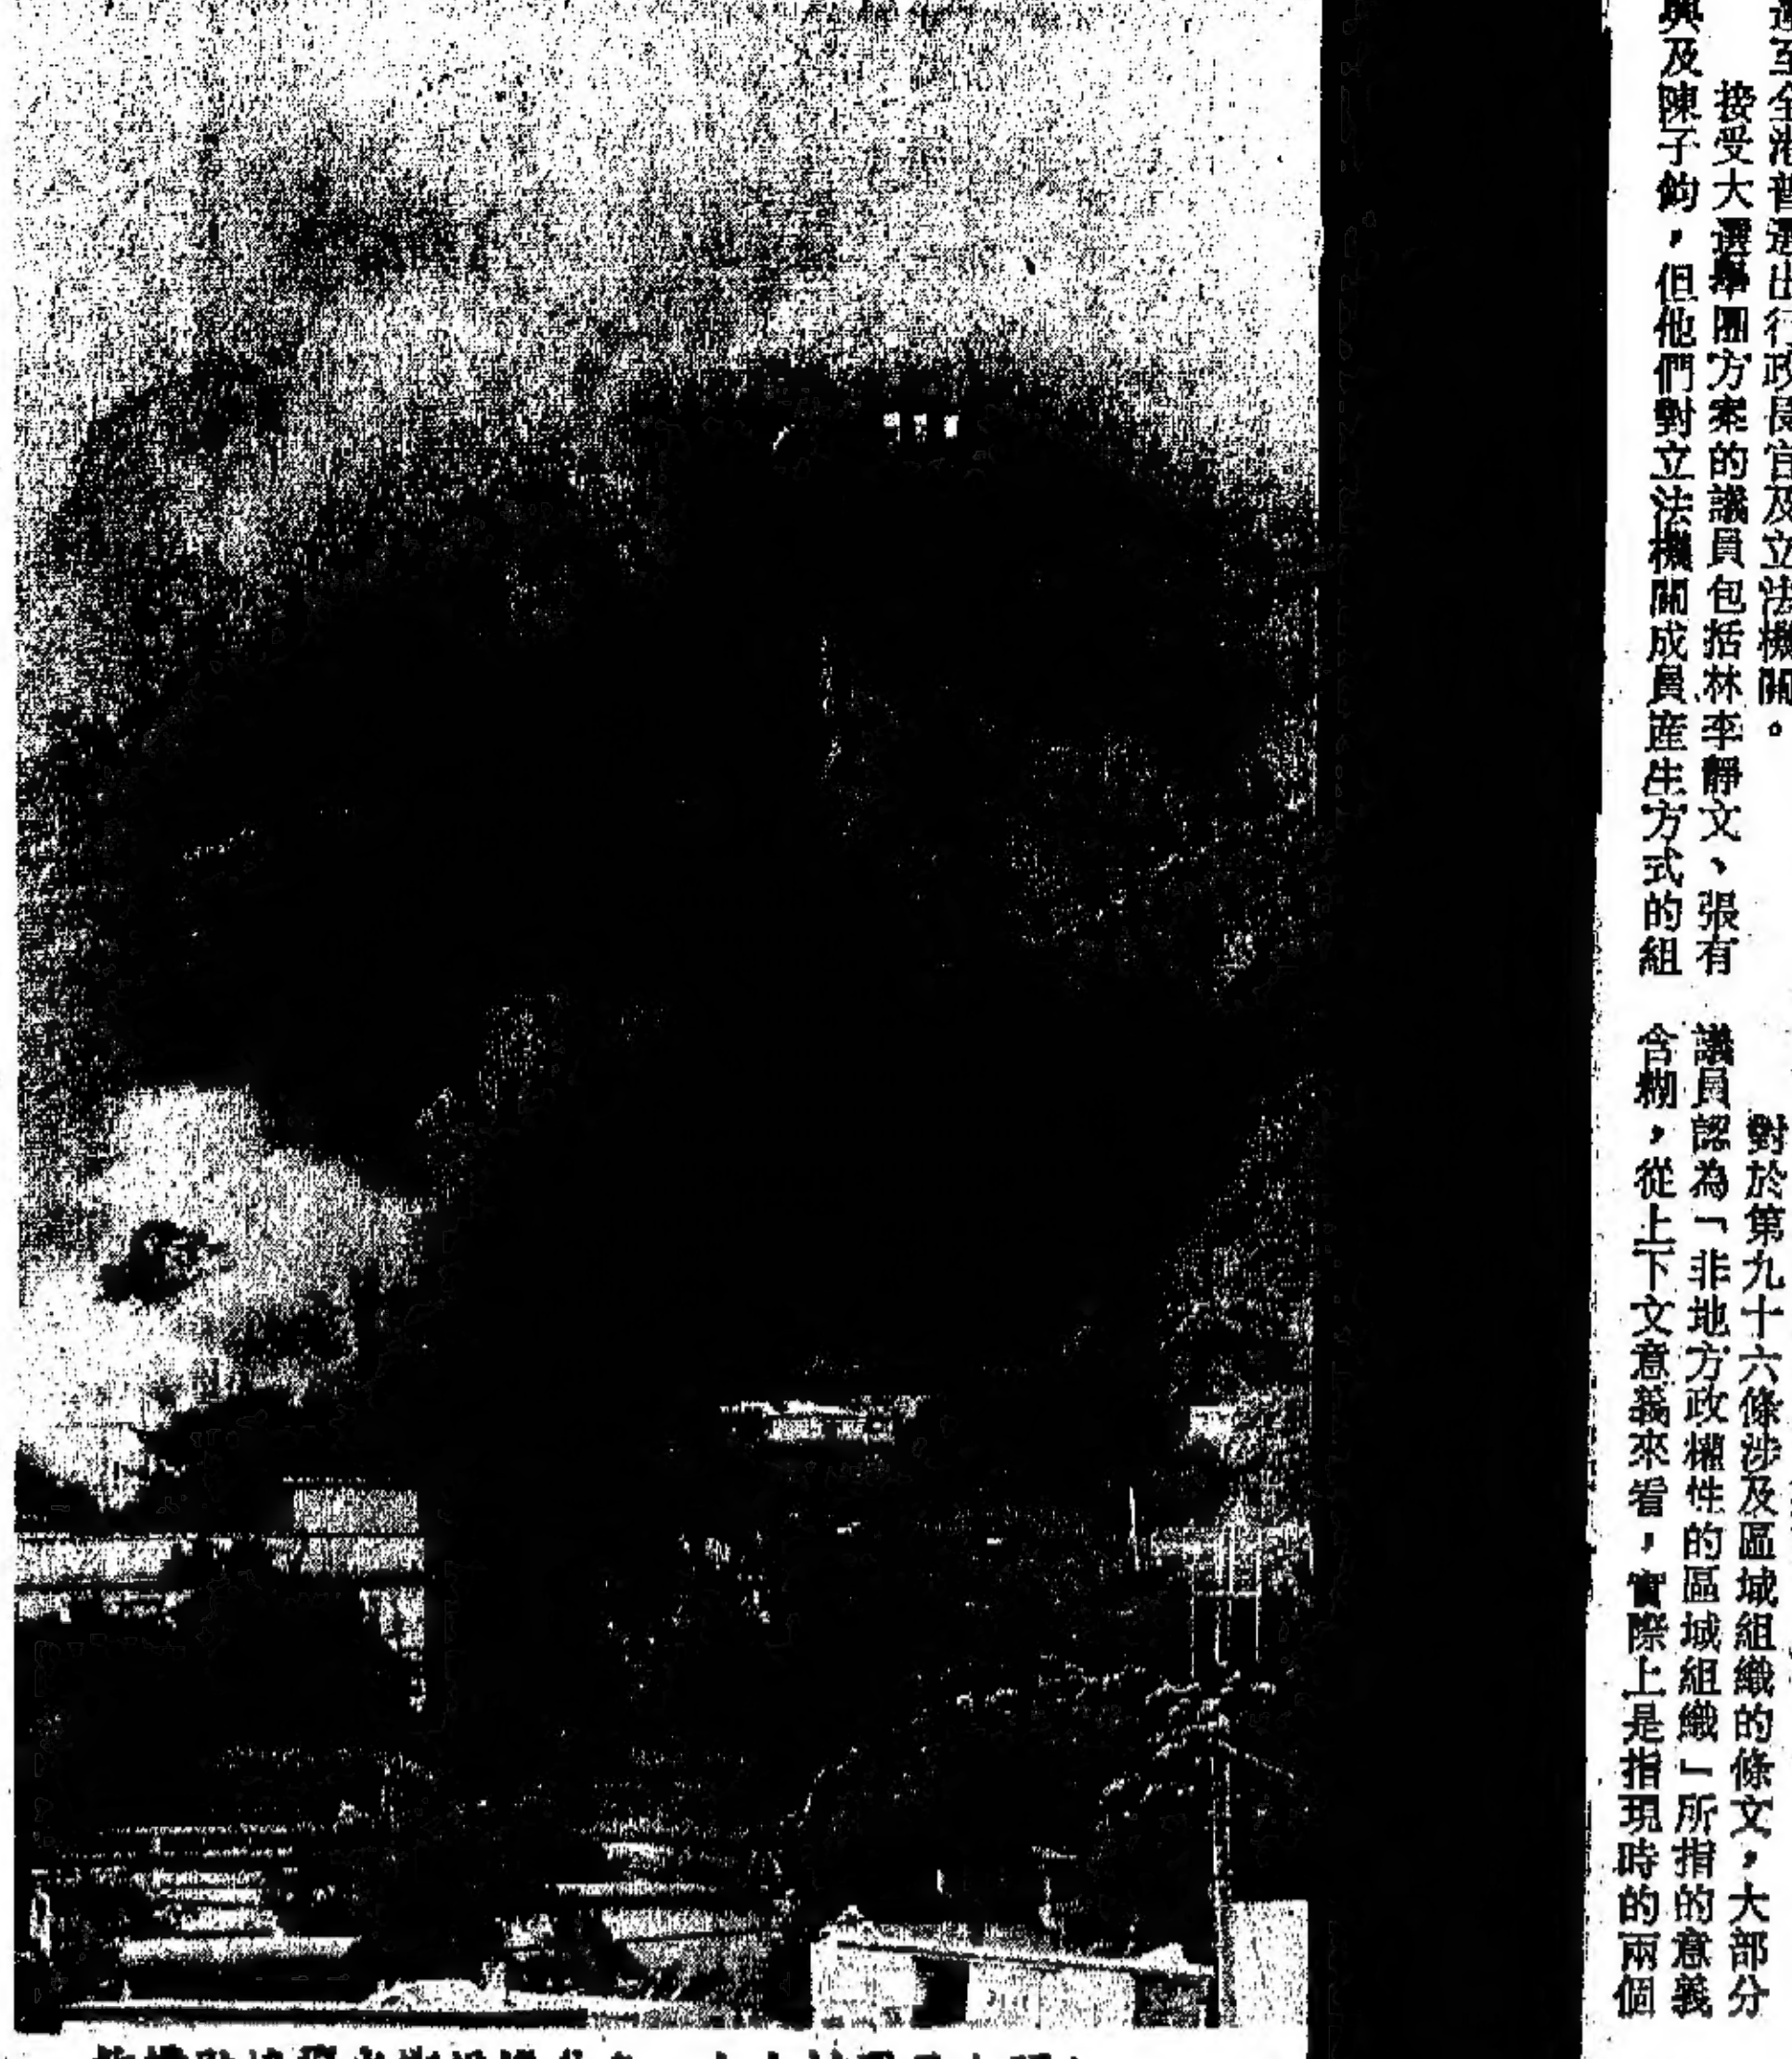 選至全港普選出行政長官及立法機關。
接受大選舉團方案的議員包括林李靜文、張有
興及陳子鈞，但他們對立法機關成員產生方式的組
對於第九十六條涉及區域組織的條文，大部分
議員認為「非地方政權性的區域組織」所指的意義
含糊，從上下文意義來看，實際上是指現時的兩個